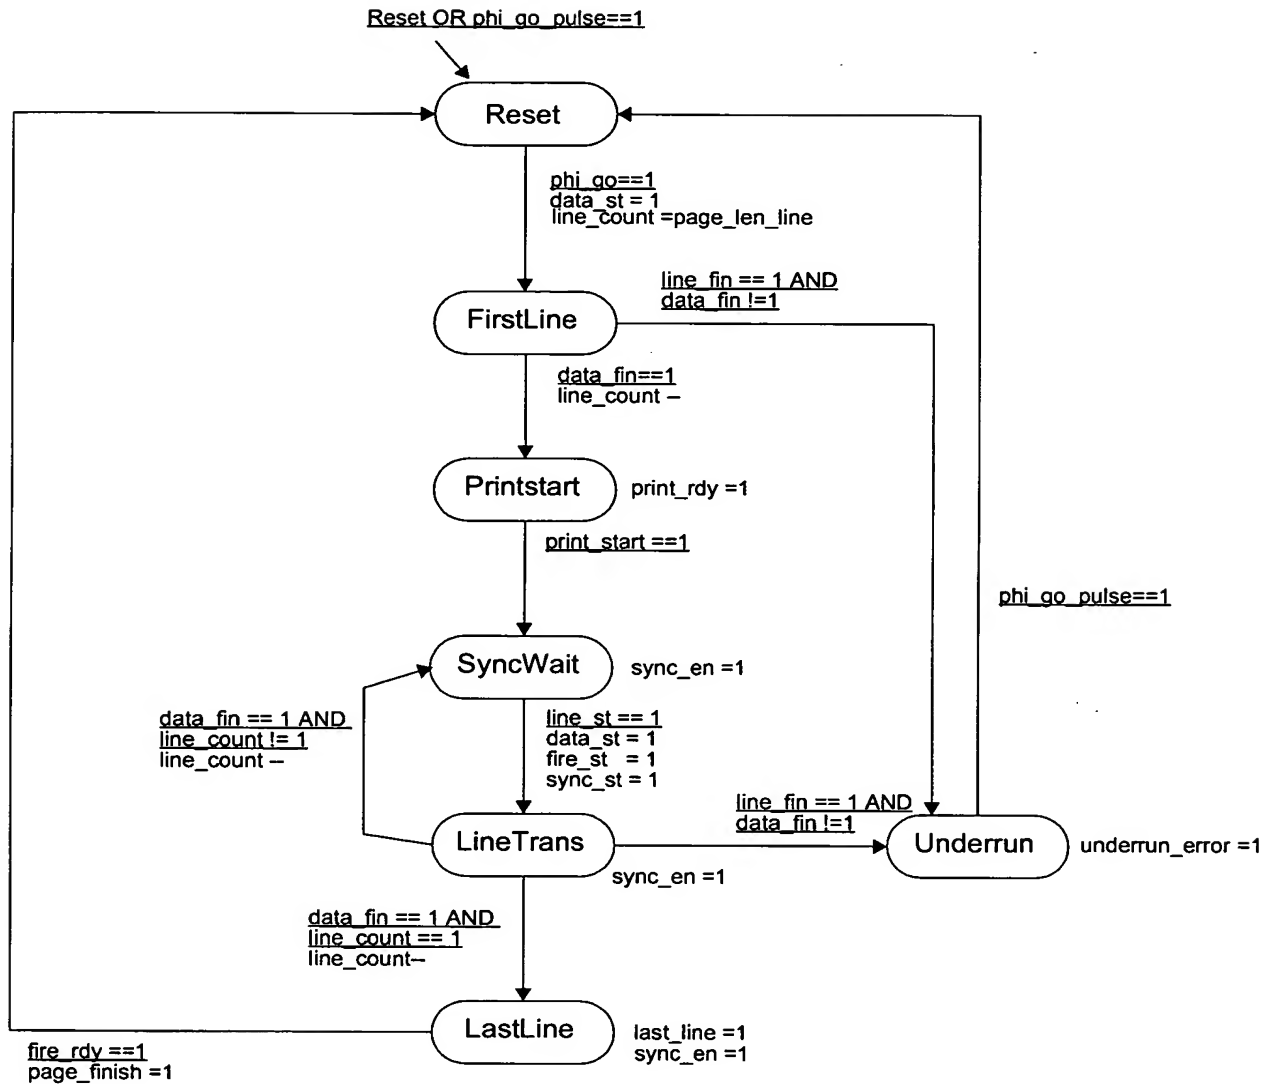 Reset OR phi_go_pulse==1
Reset
phi_go==1
data_st = 1
line_count =page_len_line
line_fin == 1 AND
data_fin !=1
FirstLine
data_fin==1
line_count –
Printstart
print_rdy =1
print_start ==1
phi_go_pulse==1
SyncWait
sync_en =1
data_fin == 1 AND
line_count != 1
line_count –
line_st == 1
data_st = 1
fire_st = 1
sync_st = 1
line_fin == 1 AND
data_fin !=1
LineTrans
sync_en =1
Underrun
underrun_error =1
data_fin == 1 AND
line_count == 1
line_count–
LastLine
last_line =1
sync_en =1
fire_rdy ==1
page_finish =1